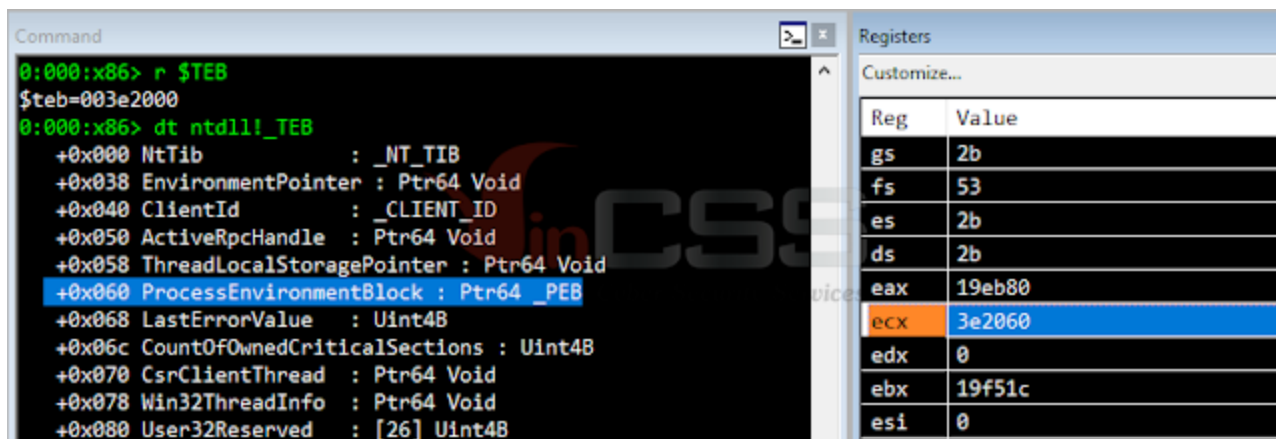 Command
0:000:x86> r $TEB
$teb=003e2000
0:000:x86> dt ntdll!_TEB
+0x000 NtTib : _NT_TIB
+0x038 EnvironmentPointer : Ptr64 Void
+0x040 ClientId : _CLIENT_ID
+0x050 ActiveRpcHandle : Ptr64 Void
+0x058 ThreadLocalStoragePointer : Ptr64 Void
+0x060 ProcessEnvironmentBlock : Ptr64 _PEB
+0x068 LastErrorValue : Uint4B
+0x06c CountOfOwnedCriticalSections : Uint4B
+0x070 CsrClientThread : Ptr64 Void
+0x078 Win32ThreadInfo : Ptr64 Void
+0x080 User32Reserved : [26] Uint4B
inCSS
Registers
Customize...
Reg Value
gs 2b
fs 53
es 2b
ds 2b
eax 19eb80
ecx 3e2060
edx 0
ebx 19f51c
esi 0